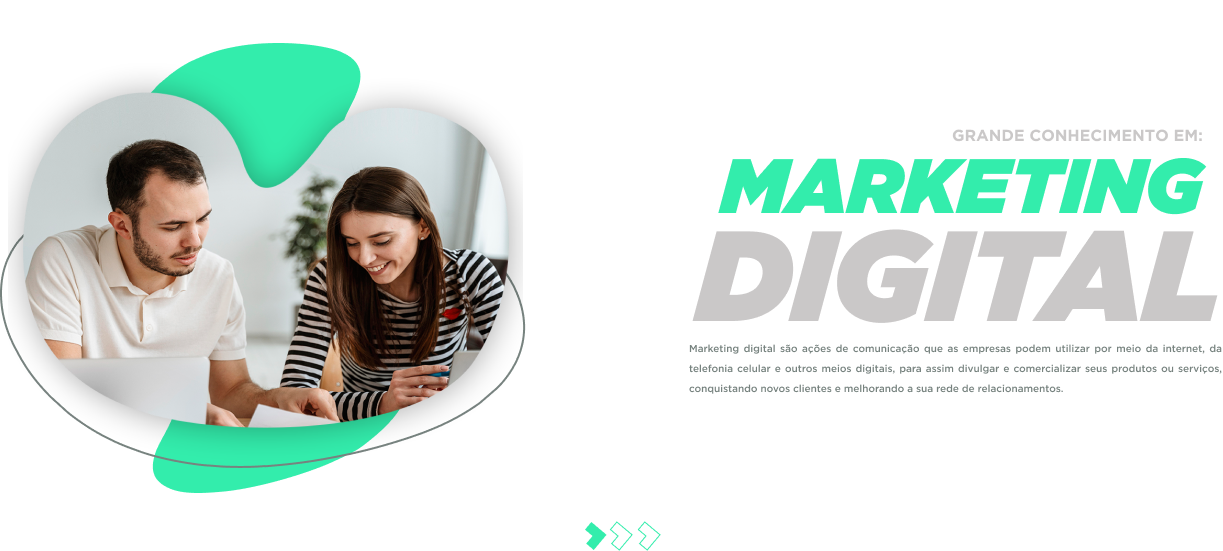 GRANDE CONHECIMENTO EM:
MARKETING
DIGITAL
Marketing digital são ações de comunicação que as empresas podem utilizar por meio da internet, da
telefonia celular e outros meios digitais, para assim divulgar e comercializar seus produtos ou serviços,
conquistando novos clientes e melhorando a sua rede de relacionamentos.